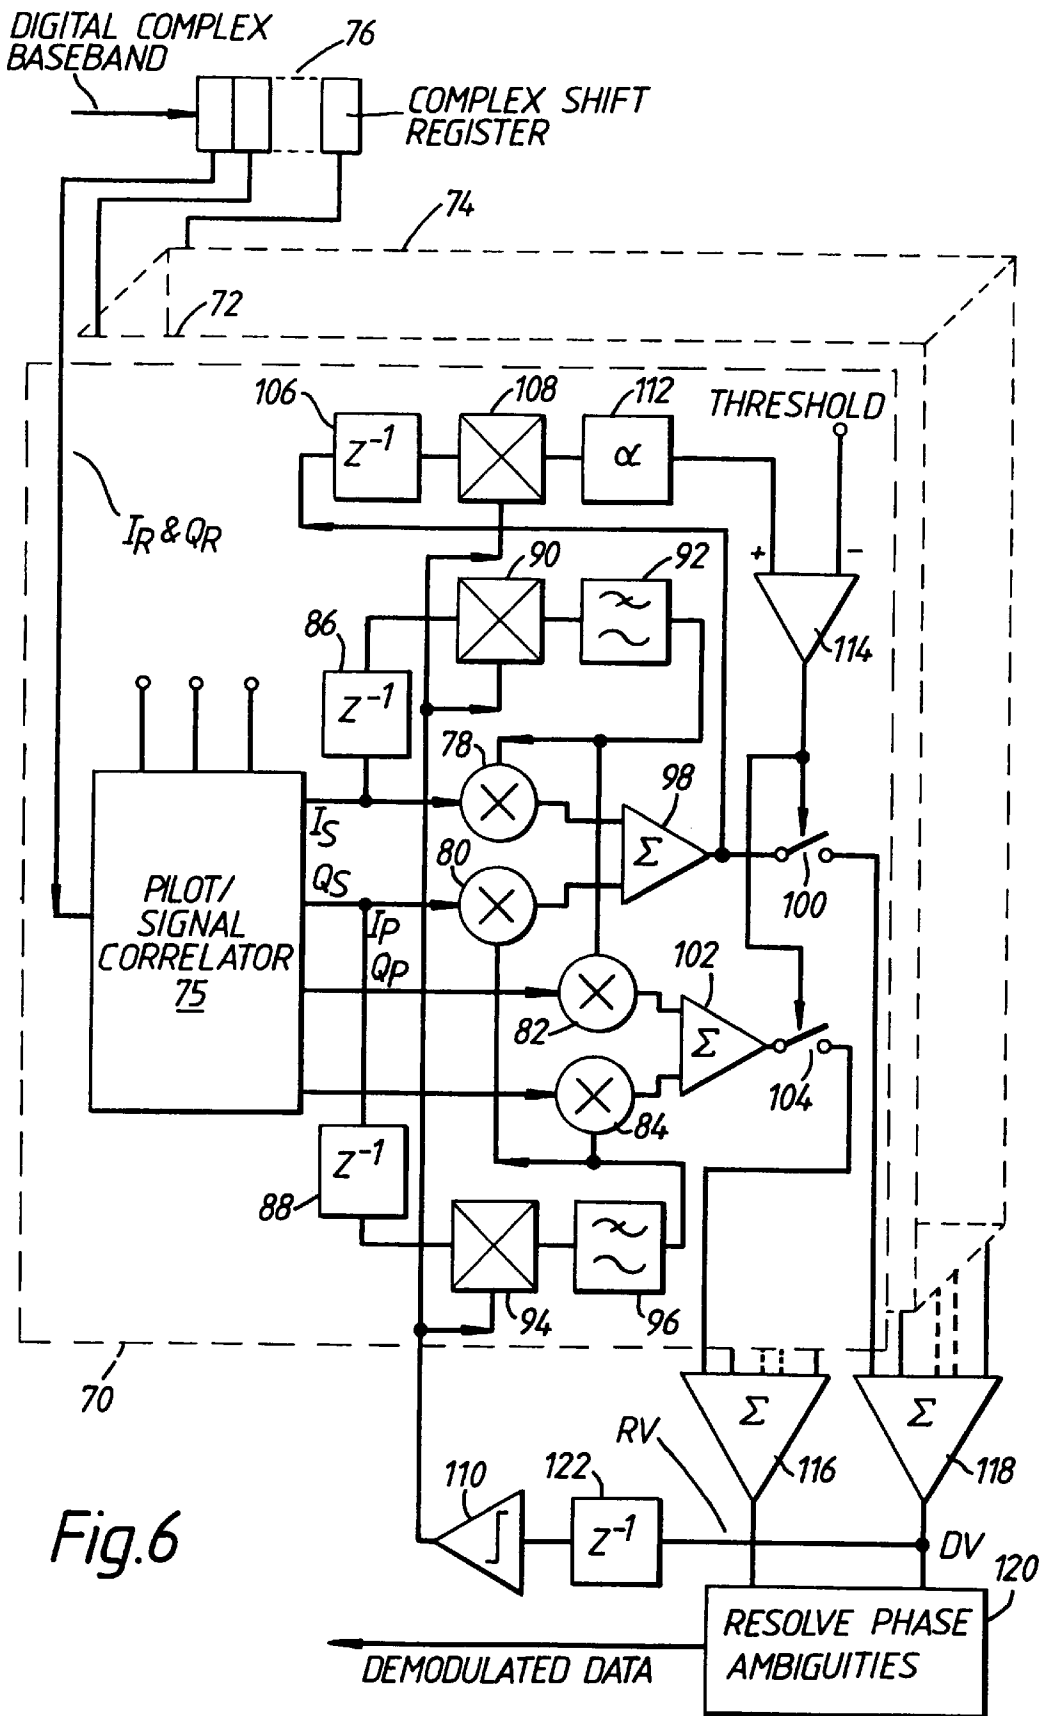 DIGITAL COMPLEX
BASEBAND
76
COMPLEX SHIFT
REGISTER
74
72
106
108
112
THRESHOLD
Z⁻¹
α
I_R & Q_R
+
−
90
92
114
86
Z⁻¹
78
98
I_S
Σ
Q_S
80
100
PILOT/
SIGNAL
CORRELATOR
75
I_P
Q_P
102
82
Σ
104
84
Z⁻¹
88
94
96
70
Σ
Σ
RV
116
118
110
122
Z⁻¹
DV
120
Fig.6
RESOLVE PHASE
AMBIGUITIES
DEMODULATED DATA